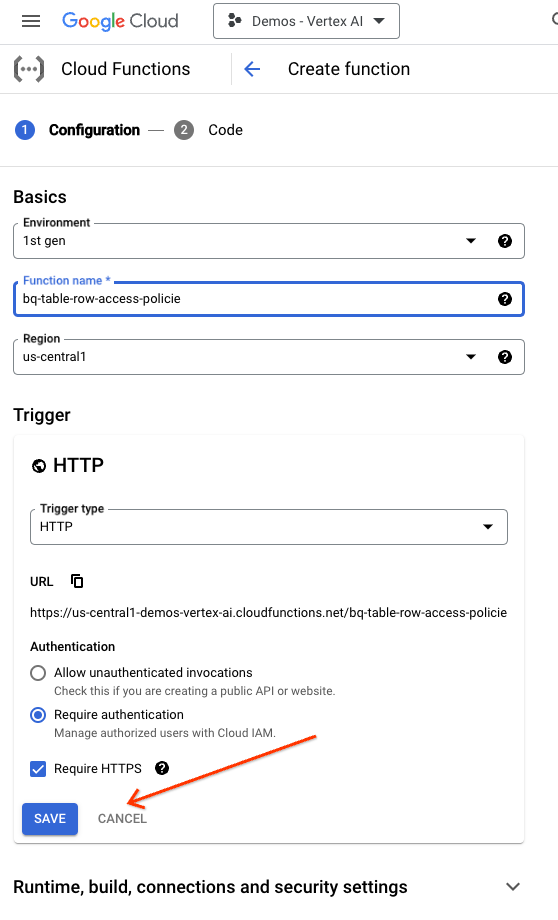 Google Cloud
Demos - Vertex AI
Cloud Functions
Create function
1 Configuration — 2 Code
Basics
Environment
1st gen
Function name *
bq-table-row-access-policie
Region
us-central1
Trigger
HTTP
Trigger type
HTTP
URL
https://us-central1-demos-vertex-ai.cloudfunctions.net/bq-table-row-access-policie
Authentication
Allow unauthenticated invocations
Check this if you are creating a public API or website.
Require authentication
Manage authorized users with Cloud IAM.
Require HTTPS
SAVE CANCEL
Runtime, build, connections and security settings